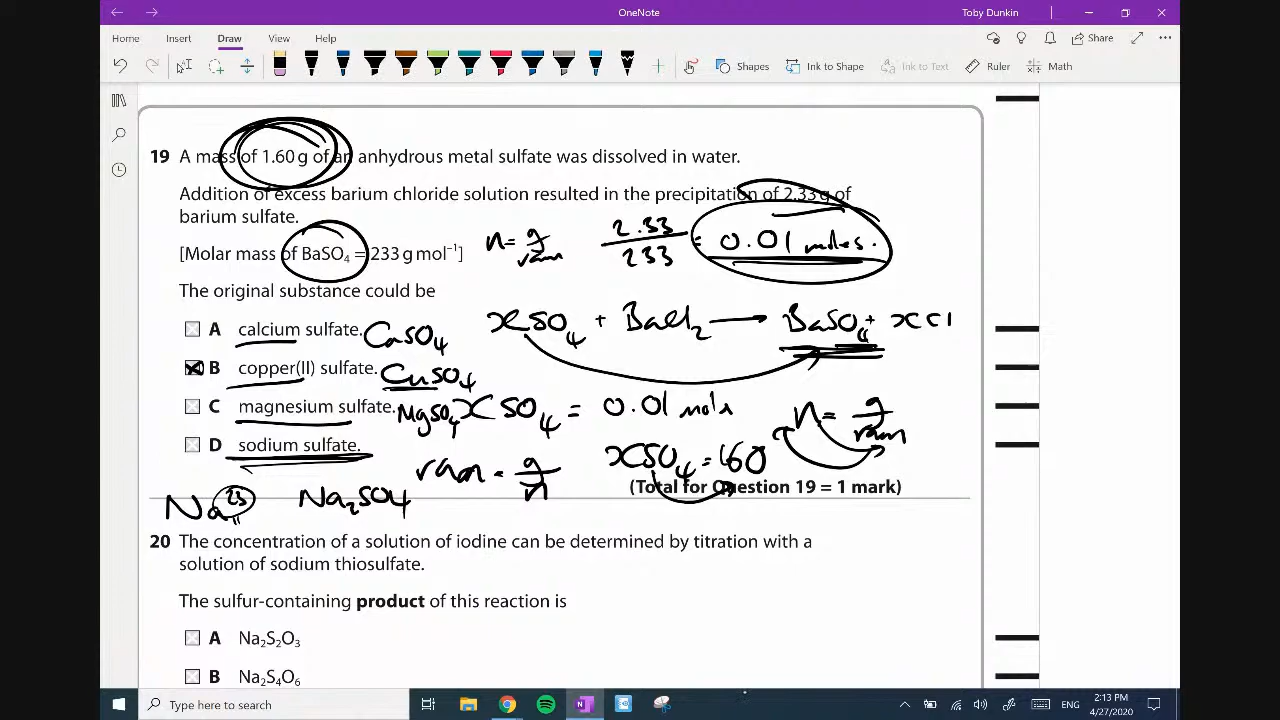 OneNote
Toby Dunkin
Home Insert Draw View Help
Share
Shapes Ink to Shape Ink to Text Ruler Math
19 A mass of 1.60 g of an anhydrous metal sulfate was dissolved in water.
Addition of excess barium chloride solution resulted in the precipitation of 2.33 g of
barium sulfate.
[Molar mass of BaSO₄ = 233 g mol⁻¹]
n = g/ram 2.33/233 = 0.01 moles.
The original substance could be
xSO₄ + BaCl₂ → BaSO₄ + xCl
A calcium sulfate. CaSO₄
B copper(II) sulfate. CuSO₄
C magnesium sulfate. MgSO₄ xSO₄ = 0.01 mols n = g/ram
D sodium sulfate.
ram = g/n xSO₄ = 160
(Total for Question 19 = 1 mark)
Na 23 Na₂SO₄
20 The concentration of a solution of iodine can be determined by titration with a
solution of sodium thiosulfate.
The sulfur-containing product of this reaction is
A Na₂S₂O₃
B Na₂S₄O₆
Type here to search
ENG
2:13 PM
4/27/2020